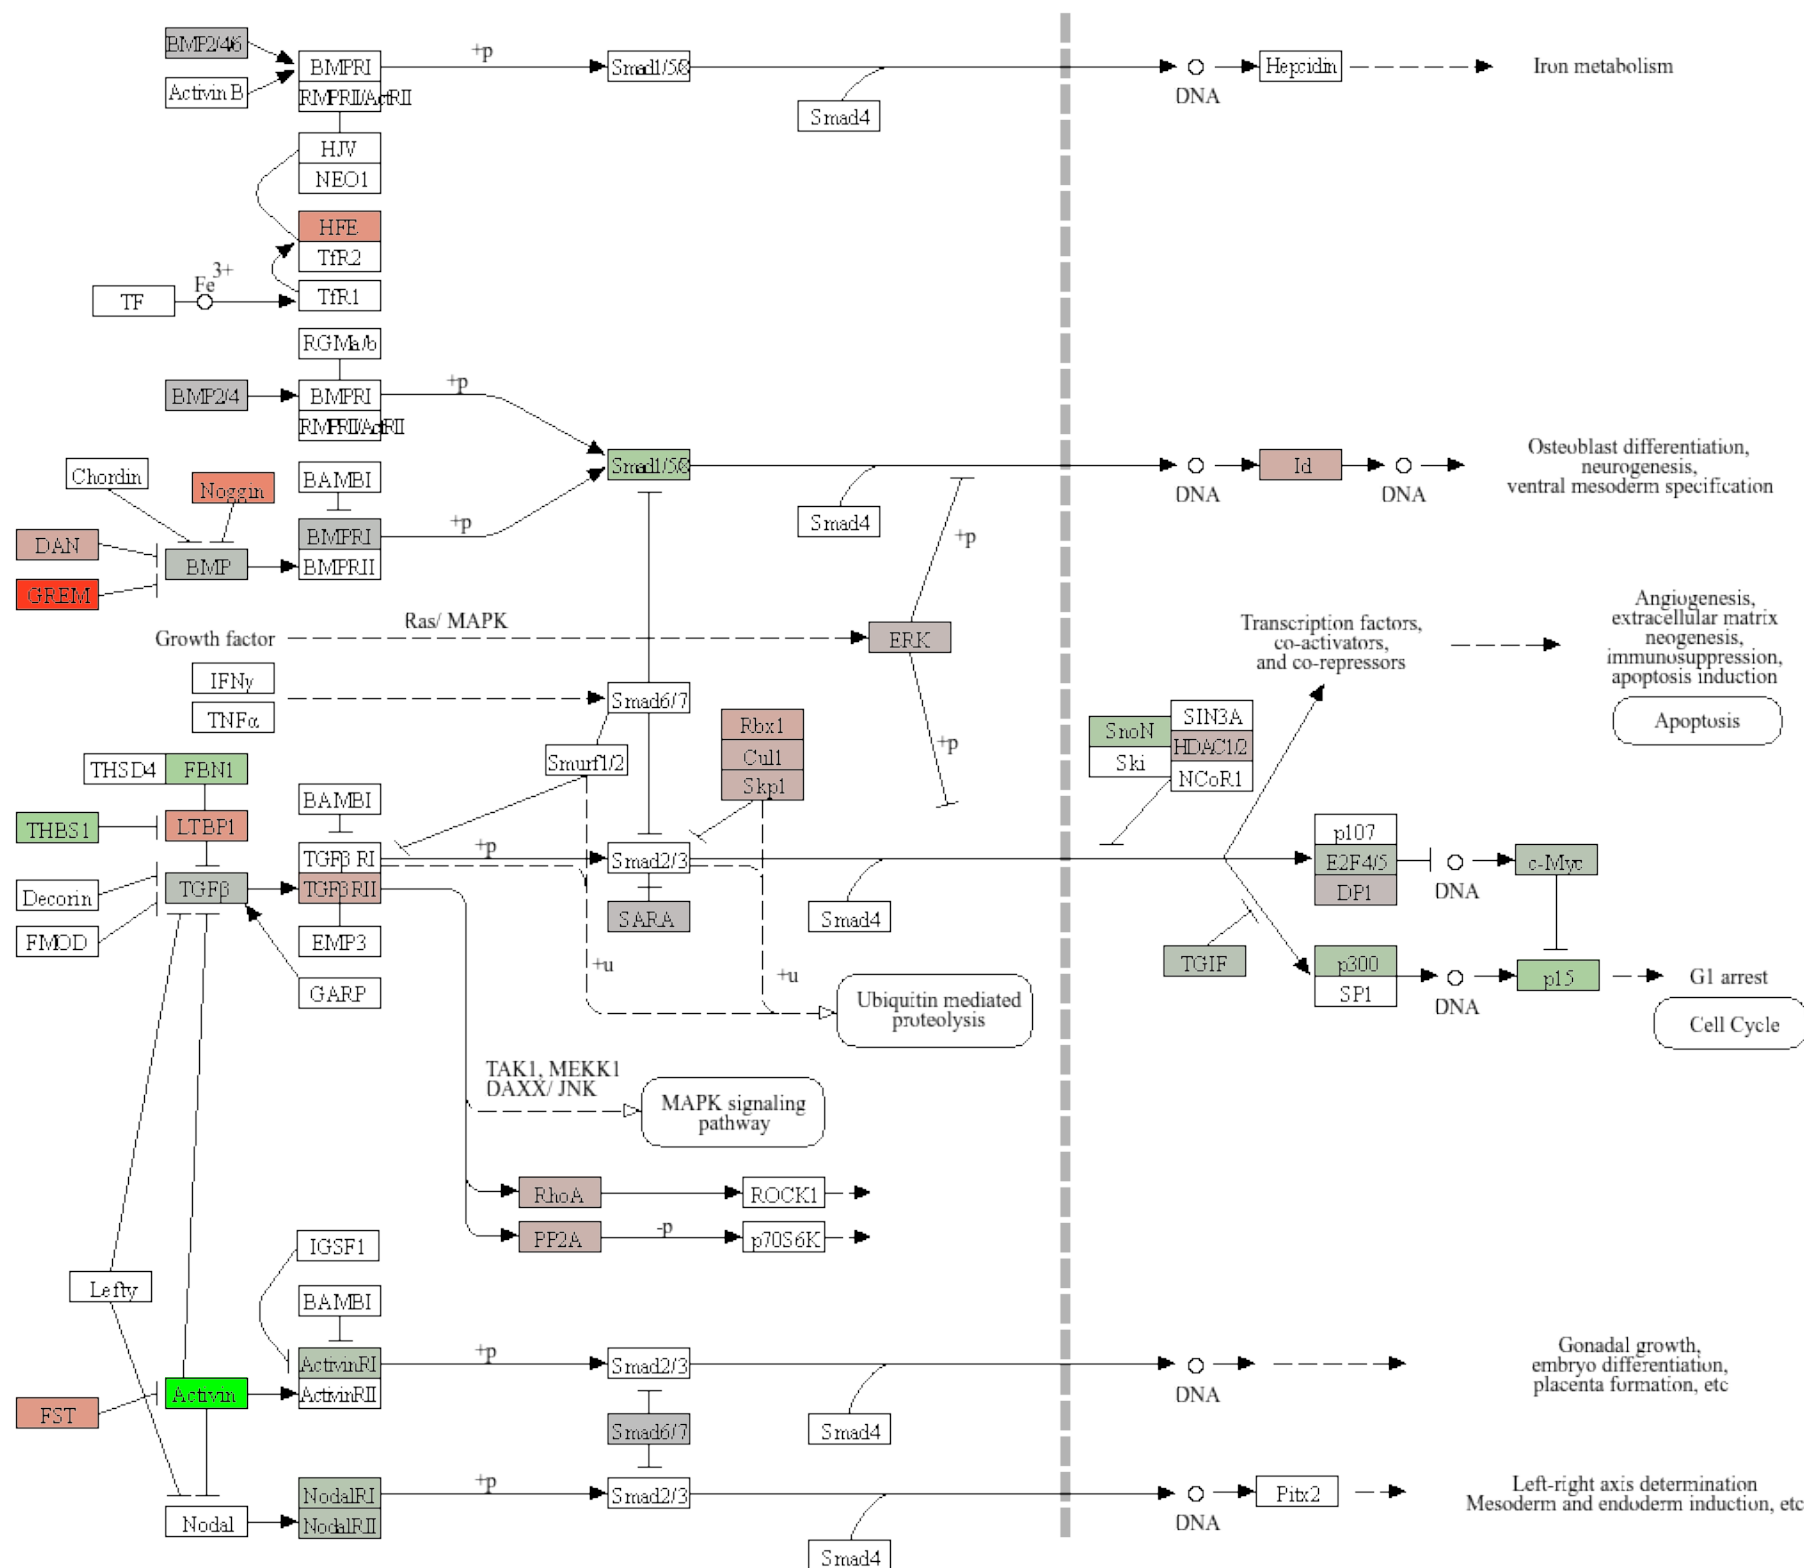 BMP2/4/6
Activin B
BMPRI
RMPRII/ActRII
+p
Smad1/5/8
Smad4
DNA
Hepcidin
Iron metabolism
HJV
NEO1
HFE
TfR2
TfR1
TF
Fe3+
RGMa/b
BMP2/4
BMPRI
RMPRII/ActRII
+p
Smad1/5/8
Smad4
DNA
Id
DNA
Osteoblast differentiation,
neurogenesis,
ventral mesoderm specification
Chordin
Noggin
BAMBI
DAN
GREM
BMP
BMPRI
BMPRII
+p
+p
Growth factor
Ras/ MAPK
ERK
Transcription factors,
co-activators,
and co-repressors
Angiogenesis,
extracellular matrix
neogenesis,
immunosuppression,
apoptosis induction
Apoptosis
IFNγ
TNFα
Smad6/7
Smurf1/2
Rbx1
Cul1
Skp1
+p
SnoN
Ski
SIN3A
HDAC1/2
NCoR1
THSD4
FBN1
THBS1
LTBP1
BAMBI
Decorin
FMOD
TGFβ
TGFβ RI
TGFβ RII
EMP3
GARP
+p
Smad2/3
SARA
Smad4
+u
+u
Ubiquitin mediated
proteolysis
p107
E2F4/5
DP1
DNA
c-Myc
TGIF
p300
SP1
DNA
p15
G1 arrest
Cell Cycle
TAK1, MEKK1
DAXX/ JNK
MAPK signaling
pathway
RhoA
ROCK1
PP2A
-p
p70S6K
IGSF1
BAMBI
Lefty
ActivinRI
ActivinRII
+p
Smad2/3
Smad4
DNA
Gonadal growth,
embryo differentiation,
placenta formation, etc
FST
Activin
Smad6/7
Nodal
NodalRI
NodalRII
+p
Smad2/3
Smad4
DNA
Pitx2
Left-right axis determination
Mesoderm and endoderm induction, etc